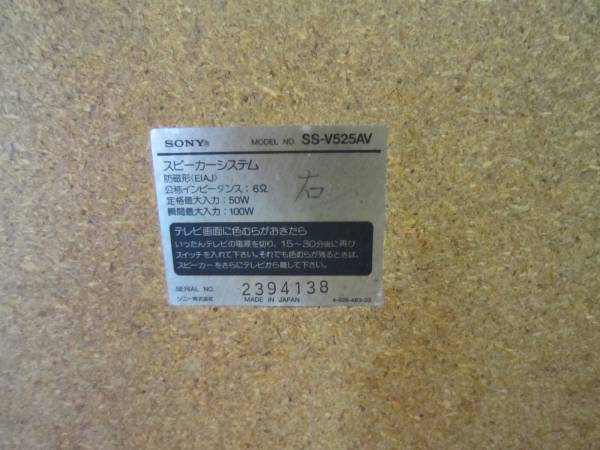 SONY® MODEL NO. SS-V525AV
スピーカーシステム
防磁形(EIAJ)
公称インピータンス：6Ω
定格最大入力：50W
瞬間最大入力：100W
右
テレビ画面に色むらがおきたら
いったんテレビの電源を切り、15〜30分後に再び
スイッチを入れて下さい。それでも色むらが残るときは、
スピーカーをさらにテレビから離して下さい。
SERIAL NO. 2394138
ソニー株式会社 MADE IN JAPAN